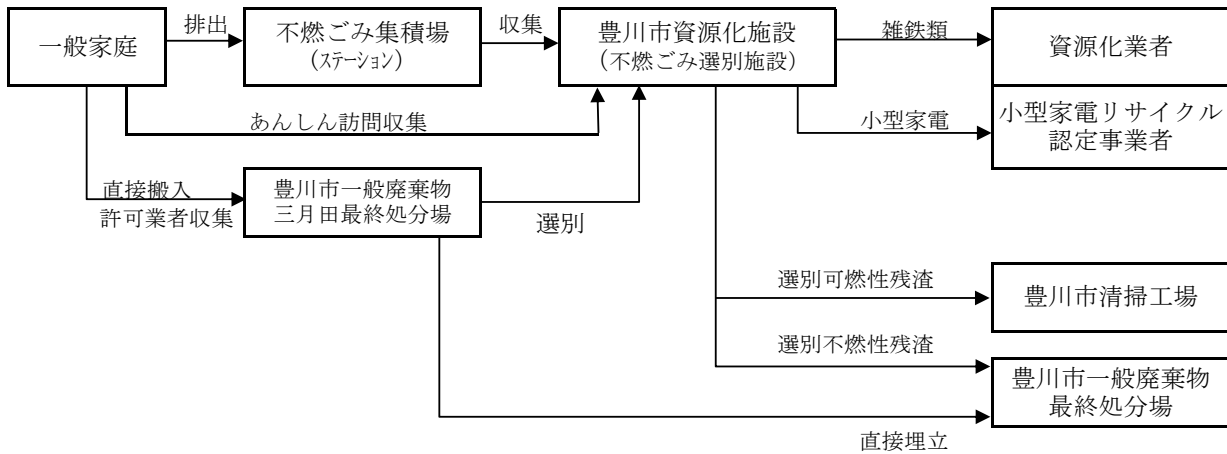 一般家庭
排出
不燃ごみ集積場
（ステーション）
収集
豊川市資源化施設
（不燃ごみ選別施設）
雑鉄類
資源化業者
あんしん訪問収集
小型家電
小型家電リサイクル
認定事業者
直接搬入
許可業者収集
豊川市一般廃棄物
三月田最終処分場
選別
選別可燃性残渣
豊川市清掃工場
選別不燃性残渣
豊川市一般廃棄物
最終処分場
直接埋立